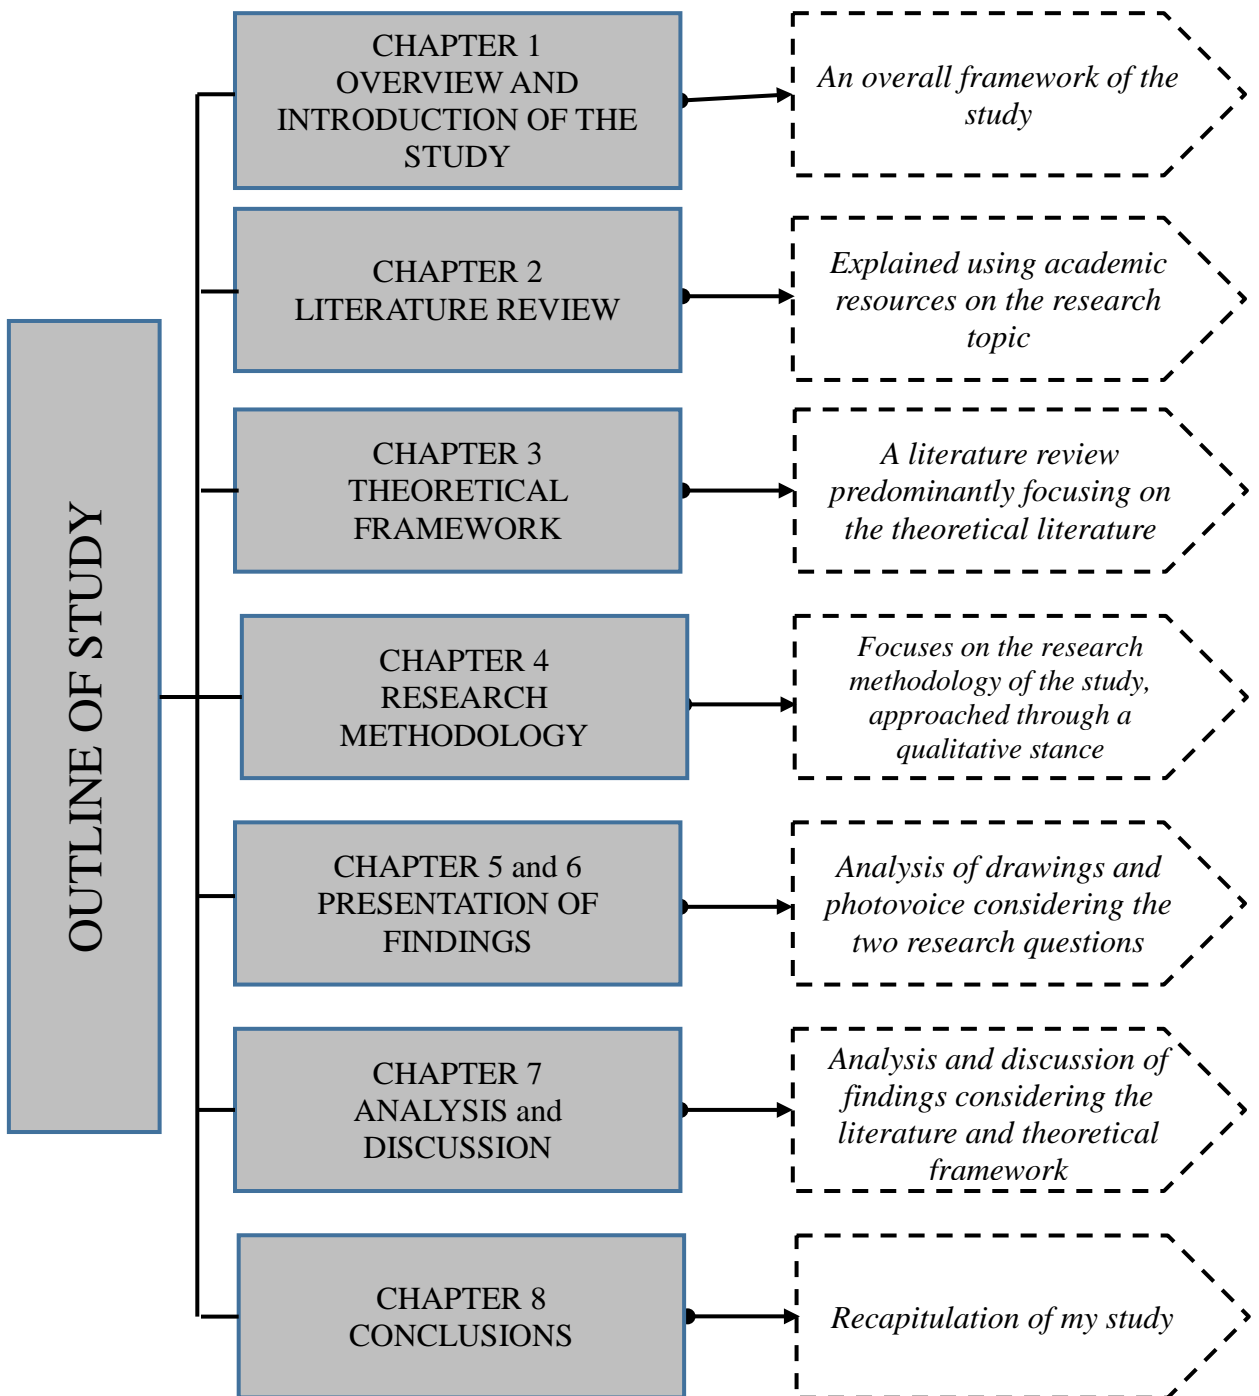 OUTLINE OF STUDY
CHAPTER 1
OVERVIEW AND
INTRODUCTION OF THE
STUDY
An overall framework of the
study
CHAPTER 2
LITERATURE REVIEW
Explained using academic
resources on the research
topic
CHAPTER 3
THEORETICAL
FRAMEWORK
A literature review
predominantly focusing on
the theoretical literature
CHAPTER 4
RESEARCH
METHODOLOGY
Focuses on the research
methodology of the study,
approached through a
qualitative stance
CHAPTER 5 and 6
PRESENTATION OF
FINDINGS
Analysis of drawings and
photovoice considering the
two research questions
CHAPTER 7
ANALYSIS and
DISCUSSION
Analysis and discussion of
findings considering the
literature and theoretical
framework
CHAPTER 8
CONCLUSIONS
Recapitulation of my study